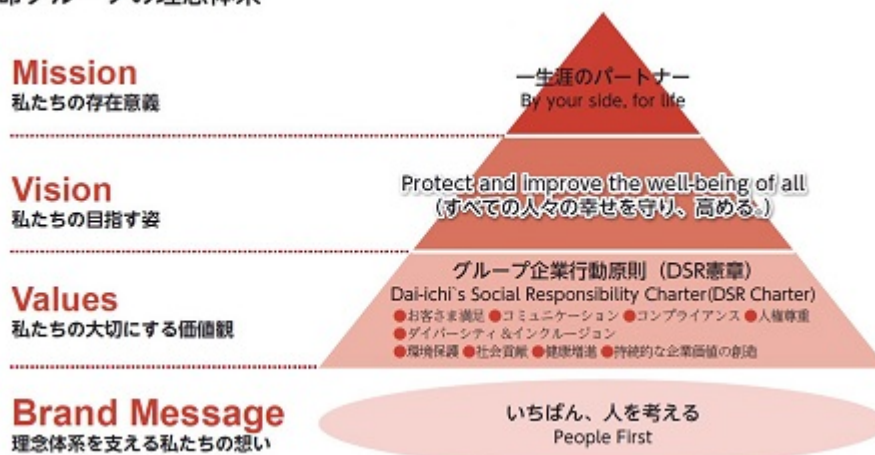 Mission
私たちの存在意義
一生涯のパートナー
By your side, for life
Vision
私たちの目指す姿
Protect and improve the well-being of all
（すべての人々の幸せを守り、高める。）
Values
私たちの大切にする価値観
グループ企業行動原則（DSR憲章）
Dai-ichi`s Social Responsibility Charter(DSR Charter)
●お客さま満足 ●コミュニケーション ●コンプライアンス ●人権尊重
●ダイバーシティ&インクルージョン
●環境保護 ●社会貢献 ●健康増進 ●持続的な企業価値の創造
Brand Message
理念体系を支える私たちの想い
いちばん、人を考える
People First